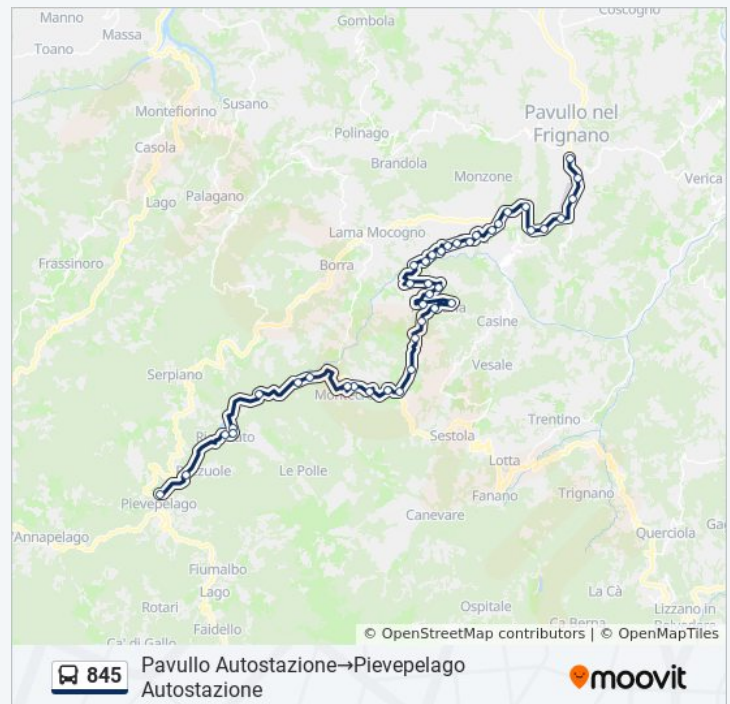 Manno
Massa
Toano
Gombola
Coscogno
Montefiorino
Susano
Pavullo nel
Frignano
Casola
Polinago
Brandola
Monzone
Verica
Palagano
Lago
Lama Mocogno
Frassinoro
Borra
Casine
Serpiano
Vesale
Trentino
Sestola
Le Polle
Lotta
Fanano
Trignano
Pievepelago
Canevare
Querciola
'Annapelago
Fiumalbo
Lago
La Cà
Rotari
Ospitale
Lizzano in
Faidello
© OpenStreetMap contributors | © OpenMapTiles
845
Pavullo Autostazione→Pievepelago
Autostazione
moovit